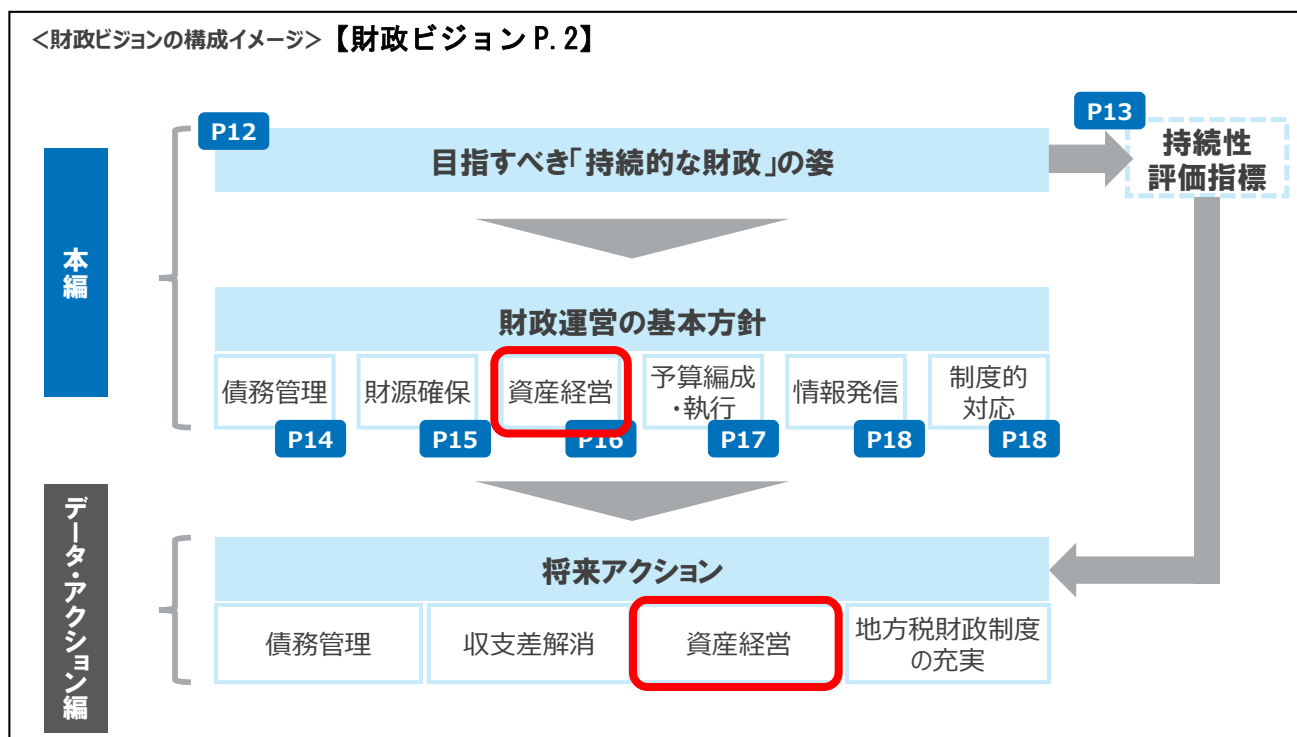 ＜財政ビジョンの構成イメージ＞【財政ビジョンP.2】
P12
P13
目指すべき「持続的な財政」の姿
持続性
評価指標
本編
財政運営の基本方針
債務管理
財源確保
資産経営
予算編成
・執行
情報発信
制度的
対応
P14
P15
P16
P17
P18
P18
データ・アクション編
将来アクション
債務管理
収支差解消
資産経営
地方税財政制度
の充実